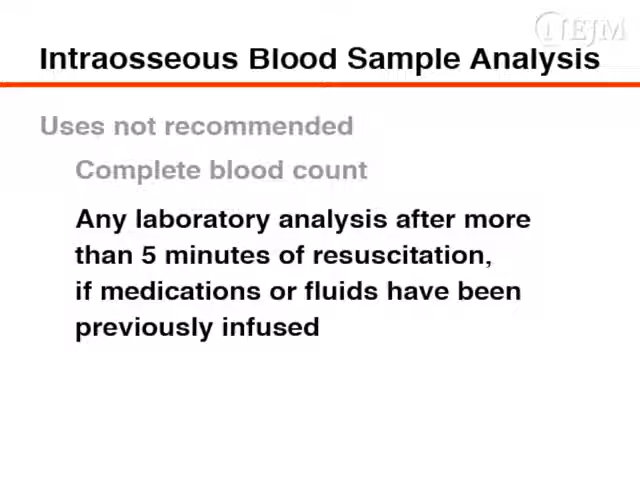 NEJM
Intraosseous Blood Sample Analysis
Uses not recommended
Complete blood count
Any laboratory analysis after more
than 5 minutes of resuscitation,
if medications or fluids have been
previously infused